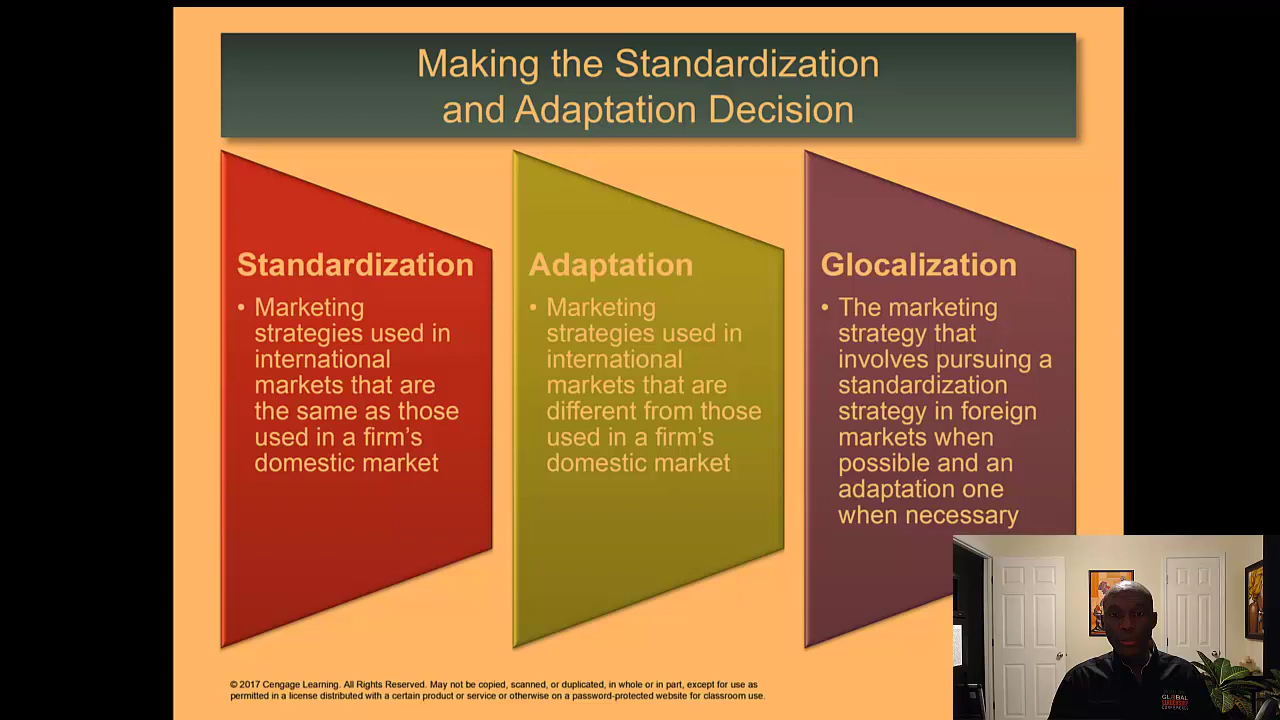 Making the Standardization
and Adaptation Decision
Standardization
• Marketing
strategies used in
international
markets that are
the same as those
used in a firm's
domestic market
Adaptation
• Marketing
strategies used in
international
markets that are
different from those
used in a firm's
domestic market
Glocalization
• The marketing
strategy that
involves pursuing a
standardization
strategy in foreign
markets when
possible and an
adaptation one
when necessary
© 2017 Cengage Learning. All Rights Reserved. May not be copied, scanned, or duplicated, in whole or in part, except for use as
permitted in a license distributed with a certain product or service or otherwise on a password-protected website for classroom use.
GLOBAL